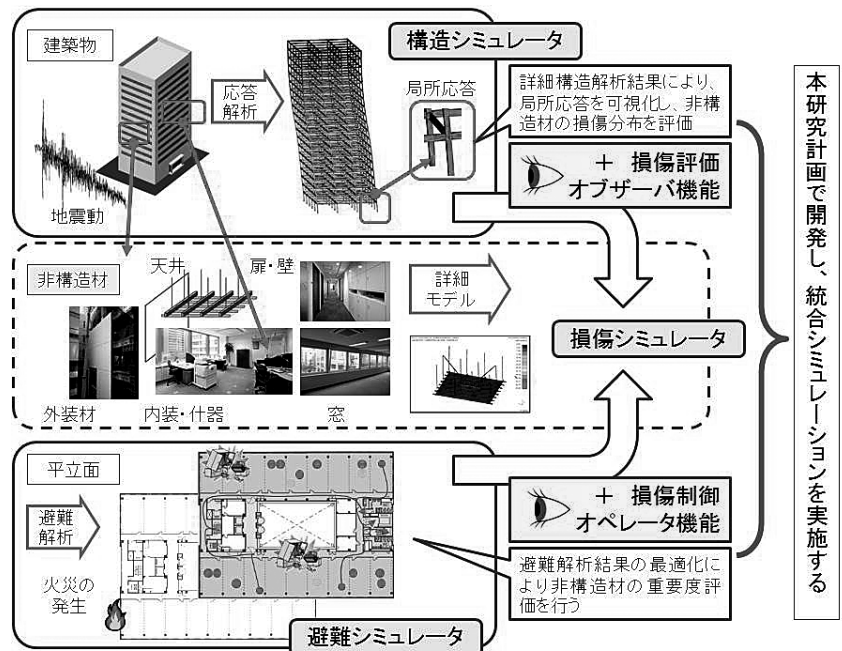 建築物
構造シミュレータ
応答
解析
局所応答
地震動
詳細構造解析結果により、
局所応答を可視化し、非構
造材の損傷分布を評価
+ 損傷評価
オブザーバ機能
非構造材
天井
扉・壁
詳細
モデル
損傷シミュレータ
外装材
内装・什器
窓
平立面
避難
解析
火災の
発生
+ 損傷制御
オペレータ機能
避難解析結果の最適化に
より非構造材の重要度評
価を行う
避難シミュレータ
本研究計画で開発し、統合シミュレーションを実施する